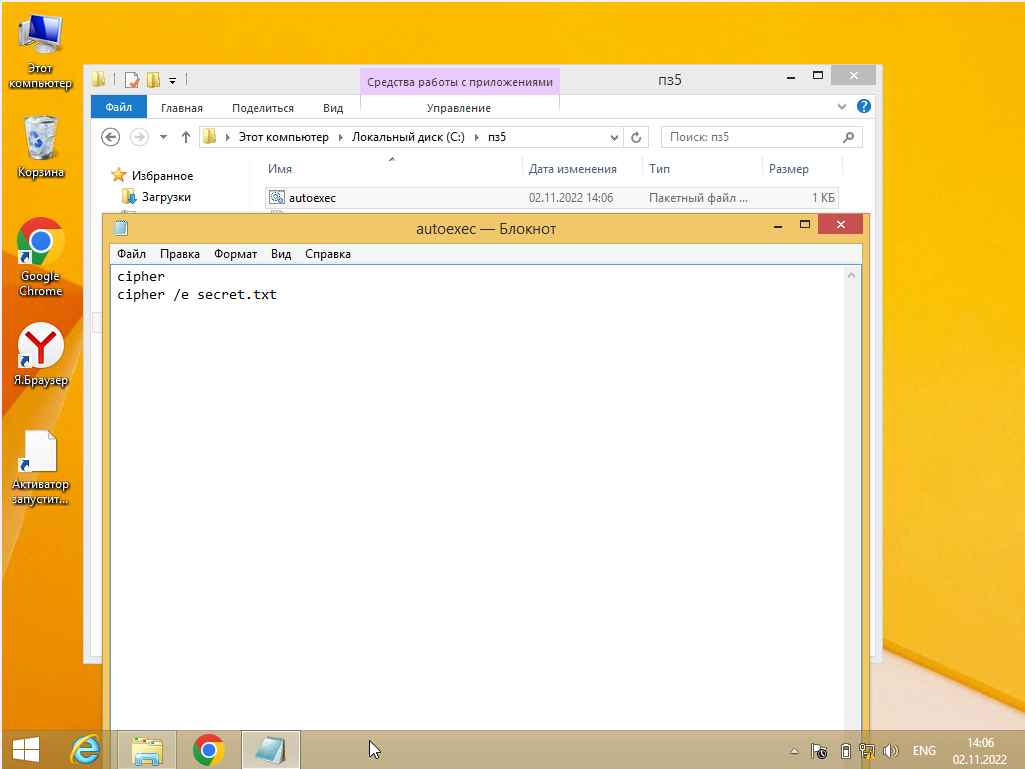 Этот
компьютер
Корзина
Google
Chrome
Я.Браузер
Активатор
запустит...
Средства работы с приложениями
пз5
Файл
Главная
Поделиться
Вид
Управление
Этот компьютер
Локальный диск (C:)
пз5
Поиск: пз5
Избранное
Загрузки
Имя
Дата изменения
Тип
Размер
autoexec
02.11.2022 14:06
Пакетный файл ...
1 КБ
autoexec — Блокнот
Файл
Правка
Формат
Вид
Справка
cipher
cipher /e secret.txt
ENG
14:06
02.11.2022